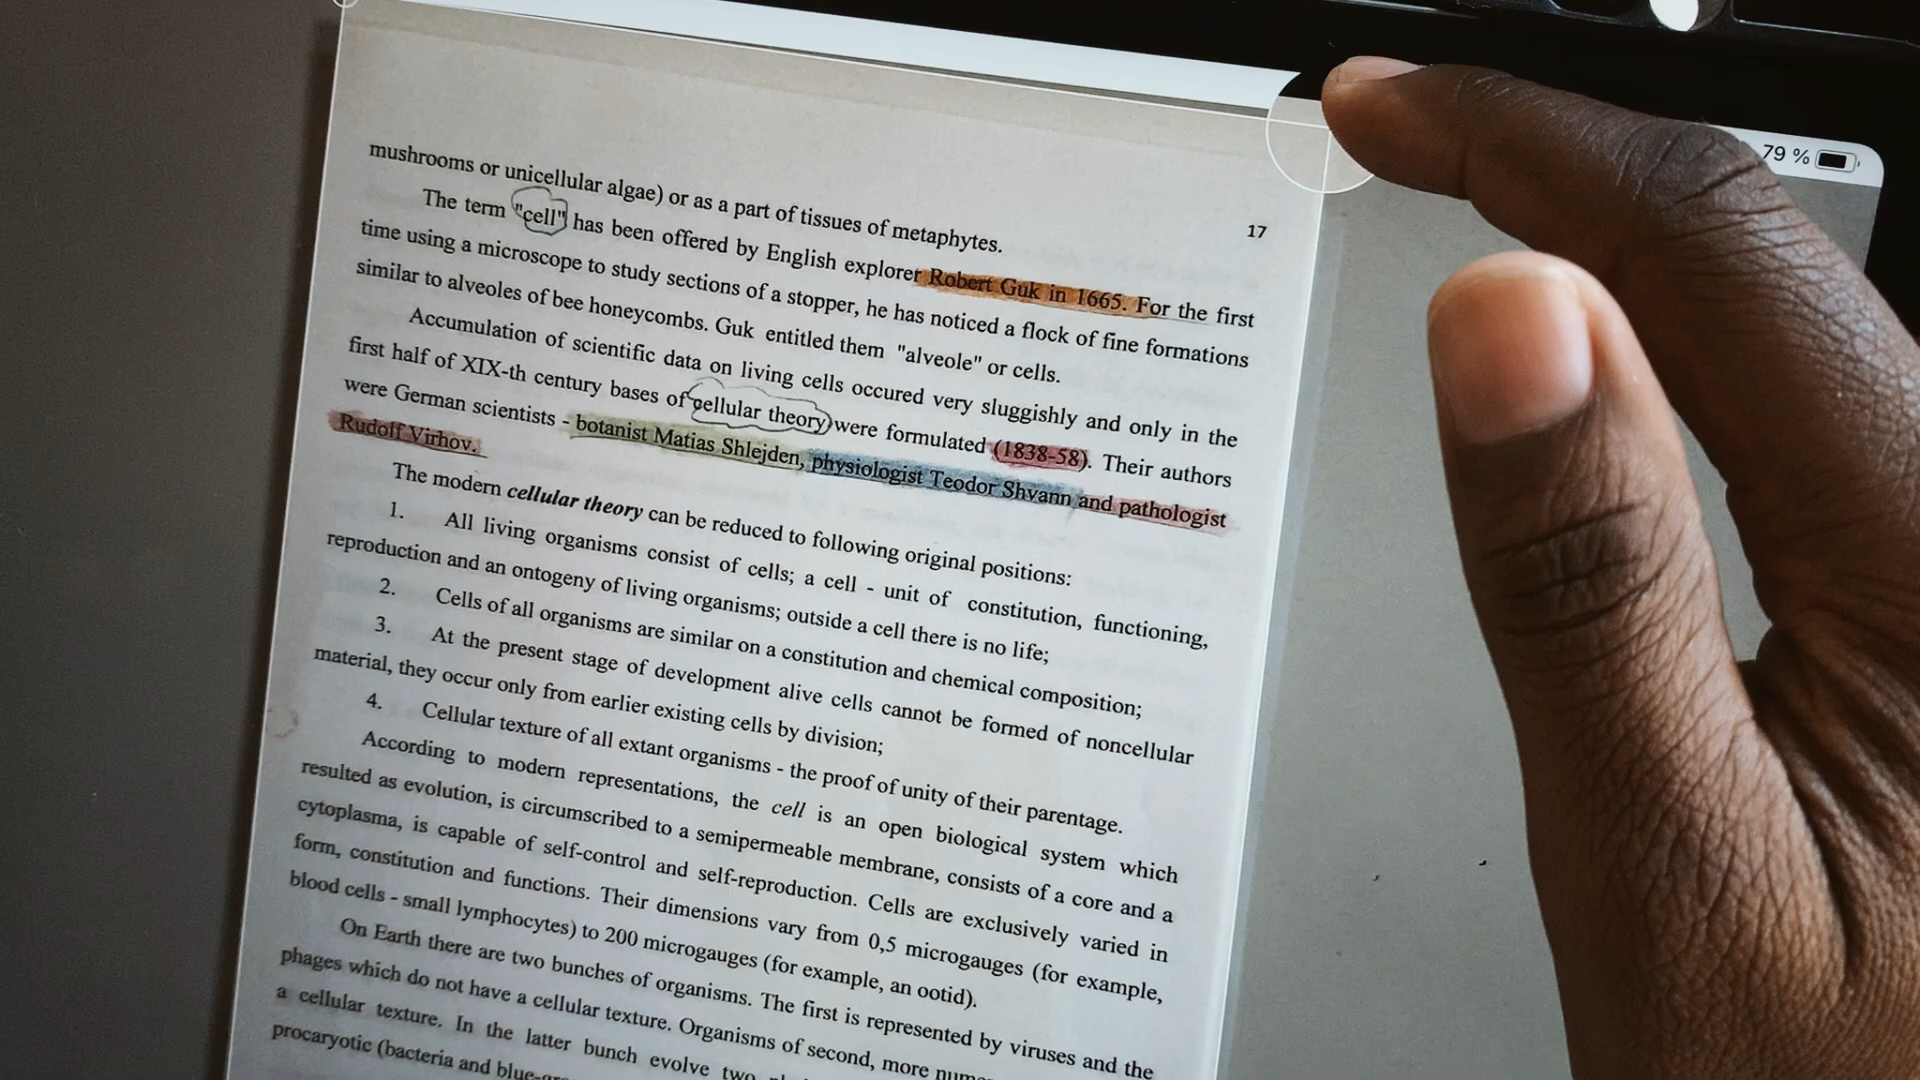 79 %
17
mushrooms or unicellular algae) or as a part of tissues of metaphytes.
The term "cell" has been offered by English explorer Robert Guk in 1665. For the first
time using a microscope to study sections of a stopper, he has noticed a flock of fine formations
similar to alveoles of bee honeycombs. Guk entitled them "alveole" or cells.
Accumulation of scientific data on living cells occured very sluggishly and only in the
first half of XIX-th century bases of cellular theory were formulated (1838-58). Their authors
were German scientists - botanist Matias Shlejden, physiologist Teodor Shvann and pathologist
Rudolf Virhov.
The modern cellular theory can be reduced to following original positions:
1. All living organisms consist of cells; a cell - unit of constitution, functioning,
reproduction and an ontogeny of living organisms; outside a cell there is no life;
2. Cells of all organisms are similar on a constitution and chemical composition;
3. At the present stage of development alive cells cannot be formed of noncellular
material, they occur only from earlier existing cells by division;
4. Cellular texture of all extant organisms - the proof of unity of their parentage.
According to modern representations, the cell is an open biological system which
resulted as evolution, is circumscribed to a semipermeable membrane, consists of a core and a
cytoplasma, is capable of self-control and self-reproduction. Cells are exclusively varied in
form, constitution and functions. Their dimensions vary from 0,5 microgauges (for example,
blood cells - small lymphocytes) to 200 microgauges (for example, an ootid).
On Earth there are two bunches of organisms. The first is represented by viruses and the
phages which do not have a cellular texture. Organisms of second, more
a cellular texture. In the latter bunch evolve two
procaryotic (bacteria and